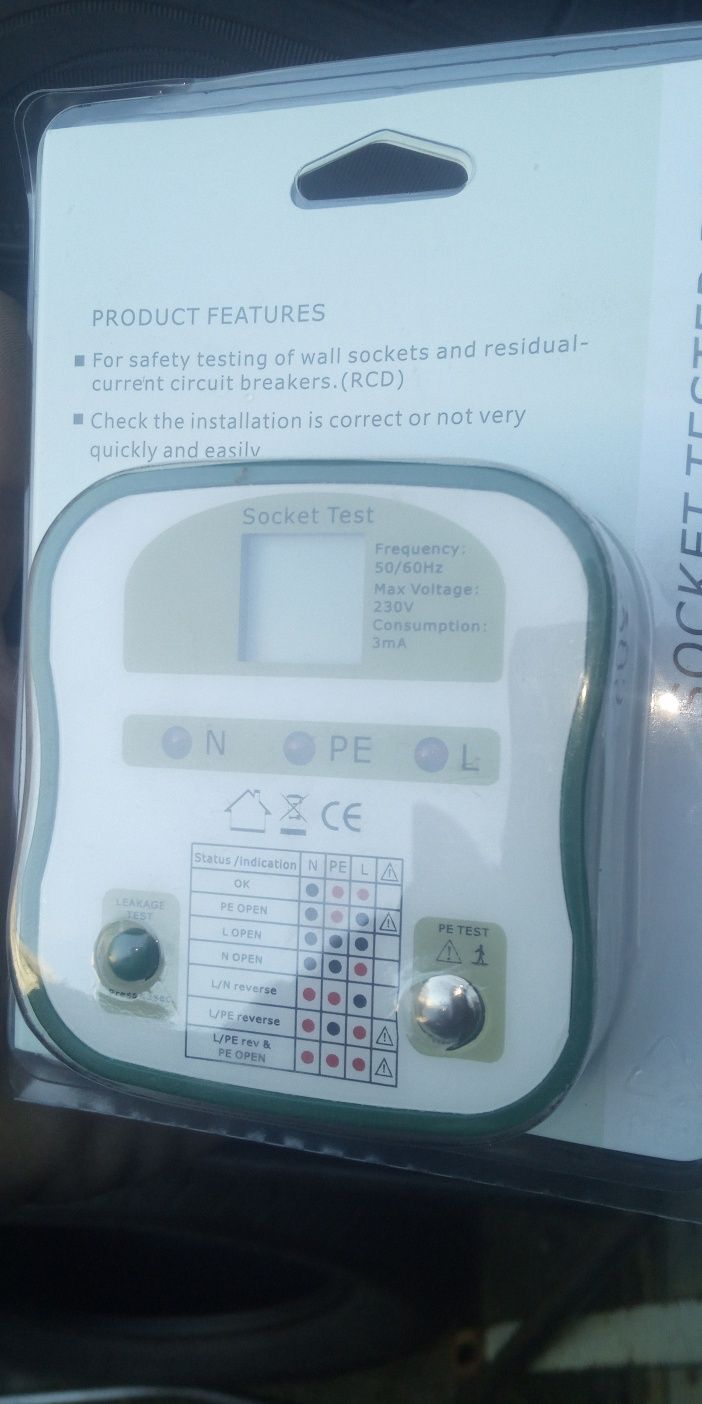 PRODUCT FEATURES
■ For safety testing of wall sockets and residual-
current circuit breakers.(RCD)
■ Check the installation is correct or not very
quickly and easily
SOCKET TESTER
Socket Test
Frequency:
50/60Hz
Max Voltage:
230V
Consumption:
3mA
N PE L
CE
Status /indication N PE L
OK
PE OPEN
L OPEN
N OPEN
L/N reverse
L/PE reverse
L/PE rev &
PE OPEN
LEAKAGE
TEST
PE TEST